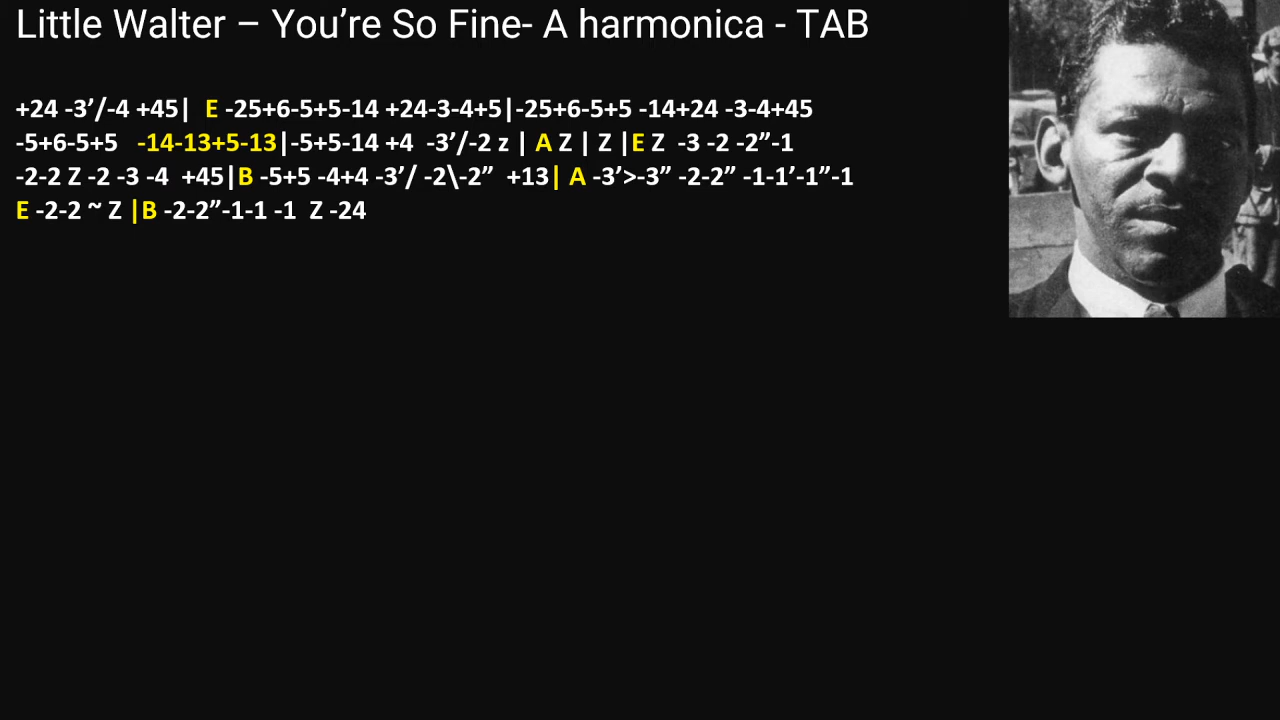 Little Walter – You’re So Fine- A harmonica - TAB
+24 -3’/-4 +45| E -25+6-5+5-14 +24-3-4+5|-25+6-5+5 -14+24 -3-4+45
-5+6-5+5 -14-13+5-13|-5+5-14 +4 -3’/-2 z | A Z | Z |E Z -3 -2 -2”-1
-2-2 Z -2 -3 -4 +45|B -5+5 -4+4 -3’/ -2\-2” +13| A -3’>-3” -2-2” -1-1’-1”-1
E -2-2 ~ Z |B -2-2”-1-1 -1 Z -24